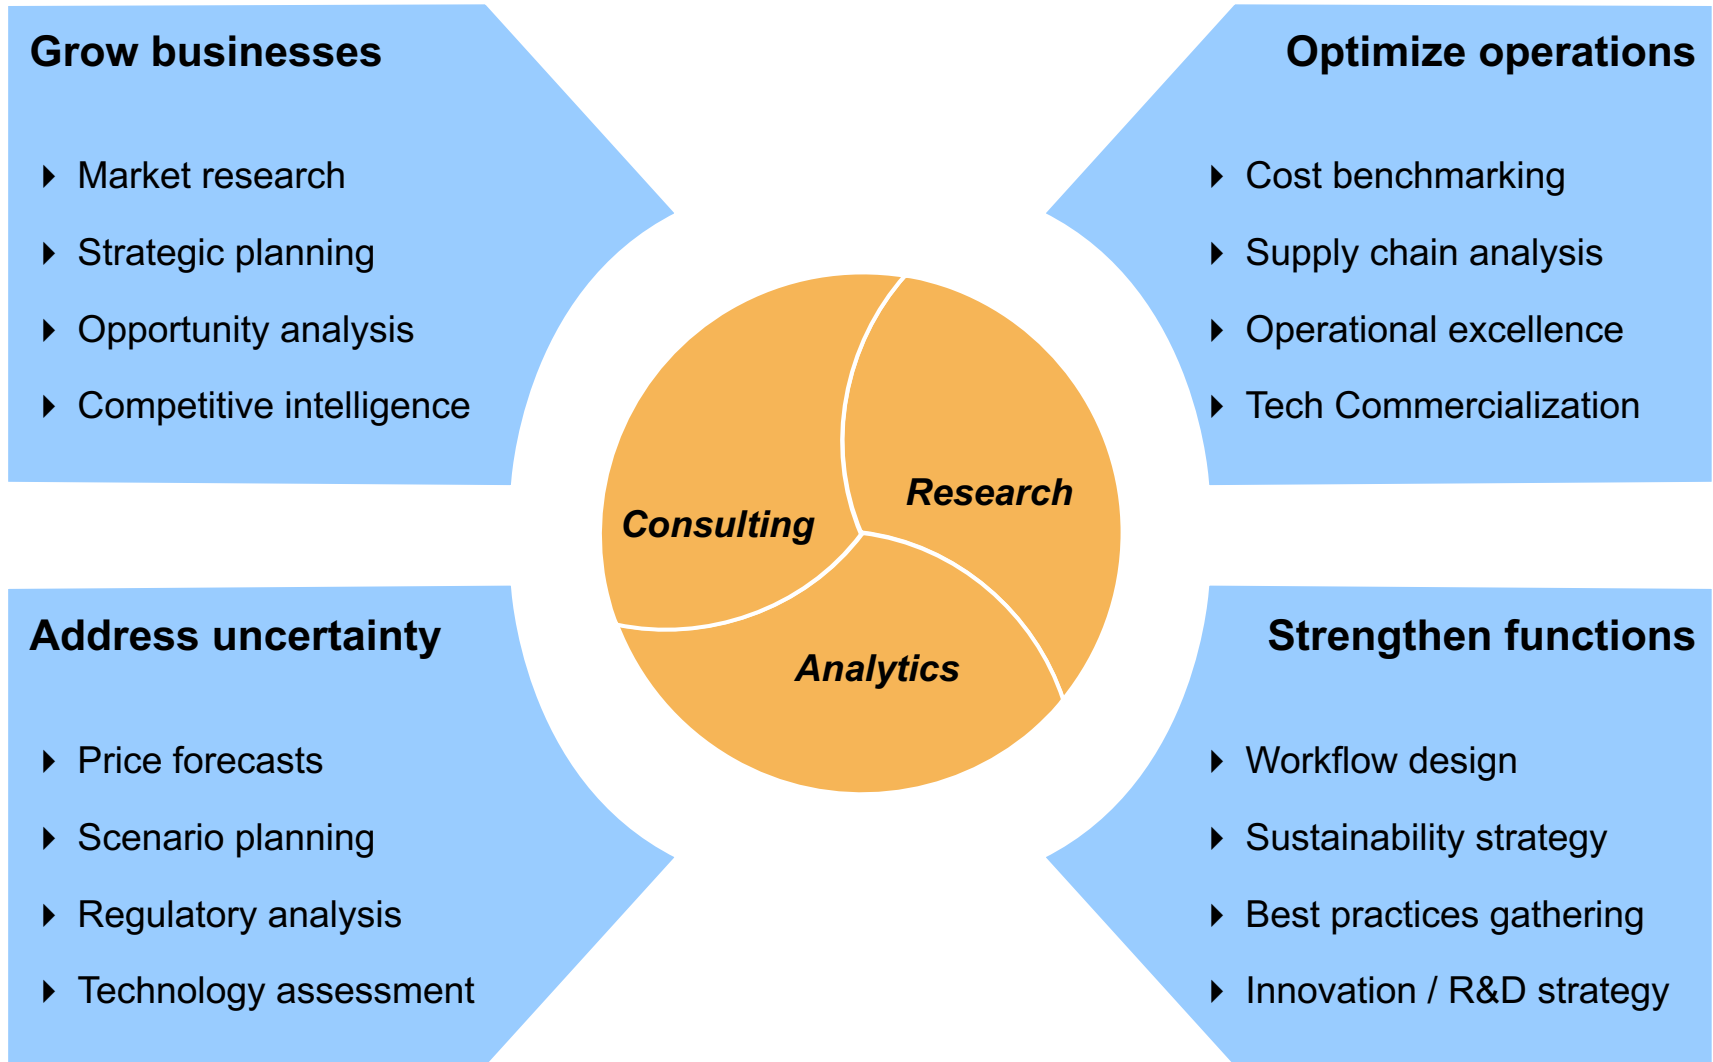 Grow businesses
Market research
Strategic planning
Opportunity analysis
Competitive intelligence
Optimize operations
Cost benchmarking
Supply chain analysis
Operational excellence
Tech Commercialization
Consulting
Research
Analytics
Address uncertainty
Price forecasts
Scenario planning
Regulatory analysis
Technology assessment
Strengthen functions
Workflow design
Sustainability strategy
Best practices gathering
Innovation / R&D strategy